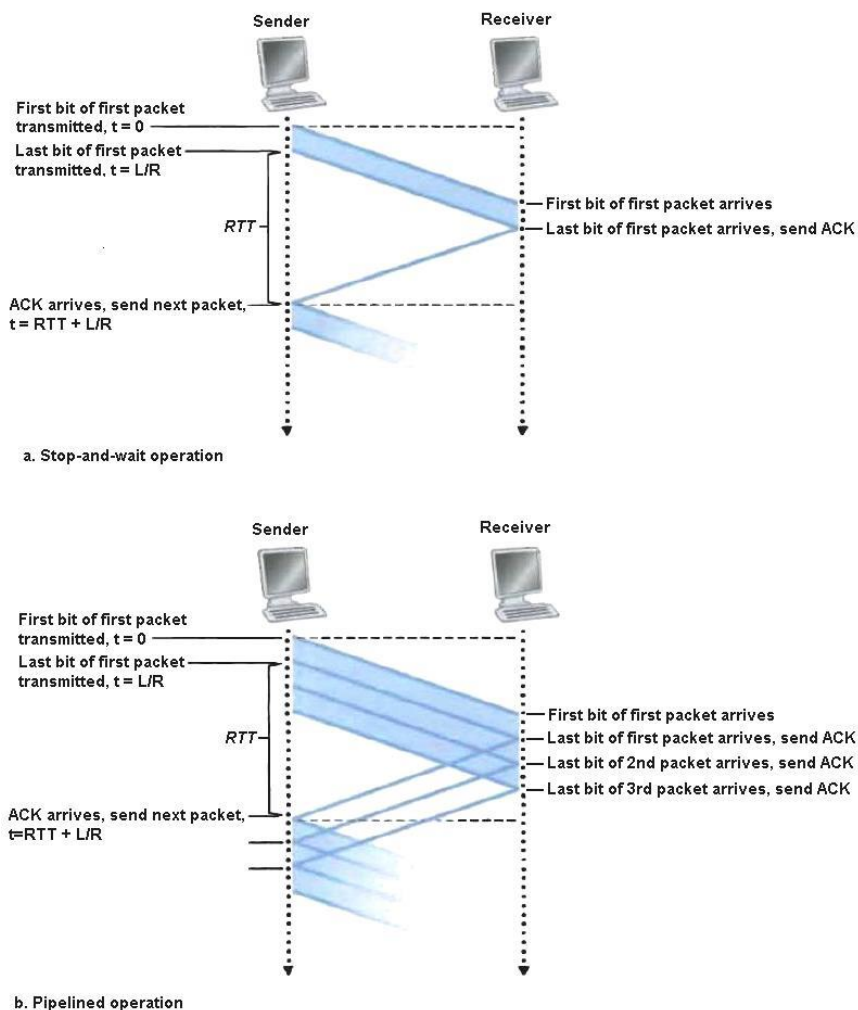 Sender
Receiver
First bit of first packet
transmitted, t = 0
Last bit of first packet
transmitted, t = L/R
First bit of first packet arrives
Last bit of first packet arrives, send ACK
RTT
ACK arrives, send next packet,
t = RTT + L/R
a. Stop-and-wait operation
Sender
Receiver
First bit of first packet
transmitted, t = 0
Last bit of first packet
transmitted, t = L/R
First bit of first packet arrives
Last bit of first packet arrives, send ACK
RTT
Last bit of 2nd packet arrives, send ACK
Last bit of 3rd packet arrives, send ACK
ACK arrives, send next packet,
t=RTT + L/R
b. Pipelined operation